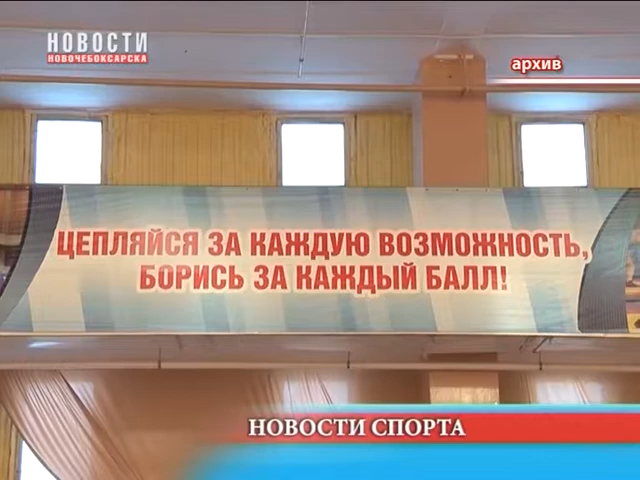 НОВОСТИ
НОВОЧЕБОКСАРСКА
архив
ЦЕПЛЯЙСЯ ЗА КАЖДУЮ ВОЗМОЖНОСТЬ,
БОРИСЬ ЗА КАЖДЫЙ БАЛЛ!
НОВОСТИ СПОРТА